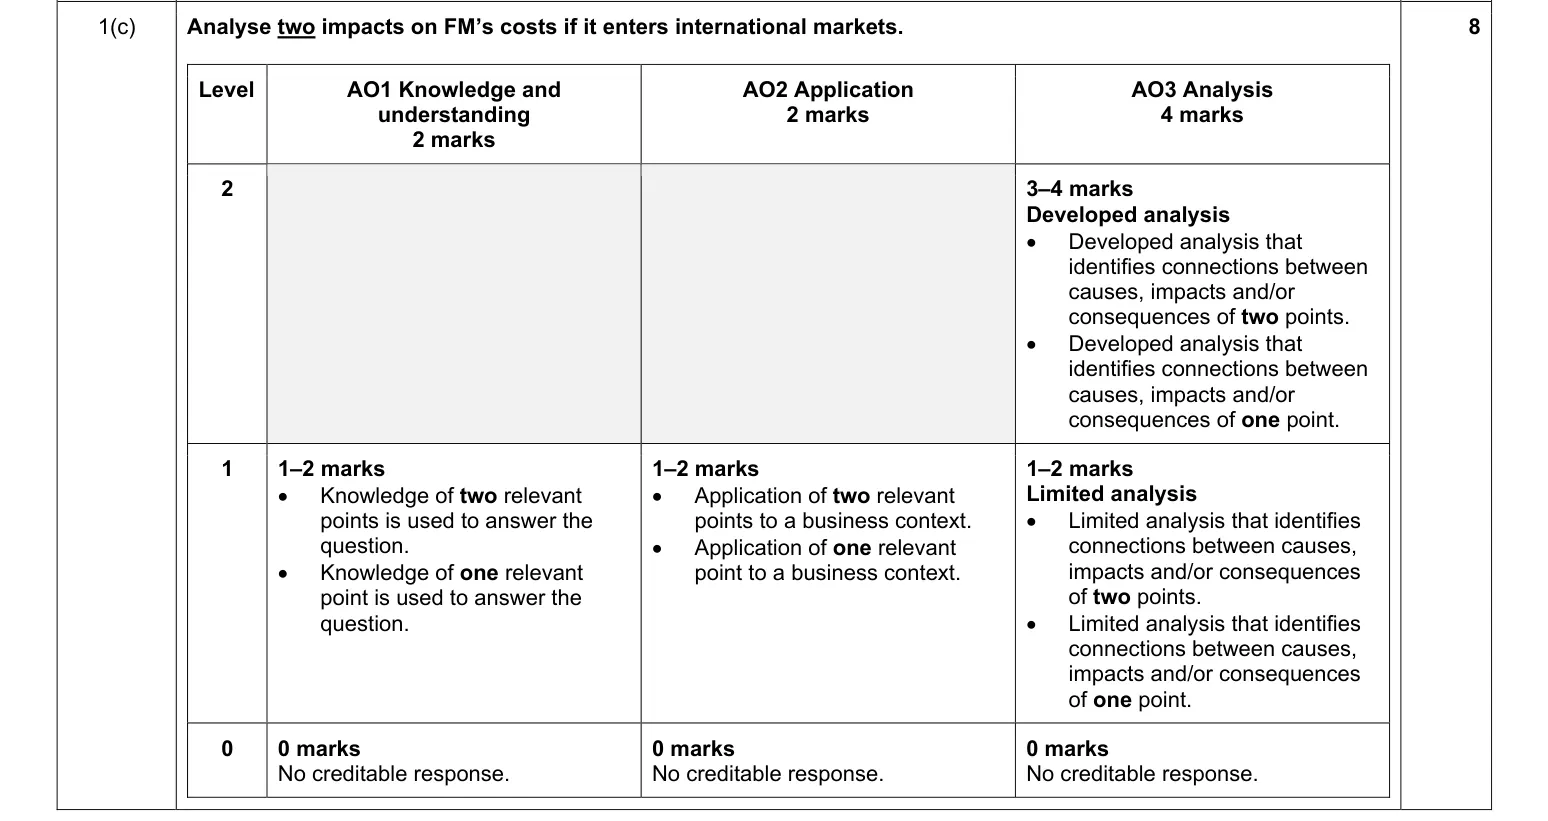 1(c)
Analyse two impacts on FM’s costs if it enters international markets.
8
Level
AO1 Knowledge and
understanding
2 marks
AO2 Application
2 marks
AO3 Analysis
4 marks
2
3–4 marks
Developed analysis
• Developed analysis that
identifies connections between
causes, impacts and/or
consequences of two points.
• Developed analysis that
identifies connections between
causes, impacts and/or
consequences of one point.
1
1–2 marks
• Knowledge of two relevant
points is used to answer the
question.
• Knowledge of one relevant
point is used to answer the
question.
1–2 marks
• Application of two relevant
points to a business context.
• Application of one relevant
point to a business context.
1–2 marks
Limited analysis
• Limited analysis that identifies
connections between causes,
impacts and/or consequences
of two points.
• Limited analysis that identifies
connections between causes,
impacts and/or consequences
of one point.
0
0 marks
No creditable response.
0 marks
No creditable response.
0 marks
No creditable response.